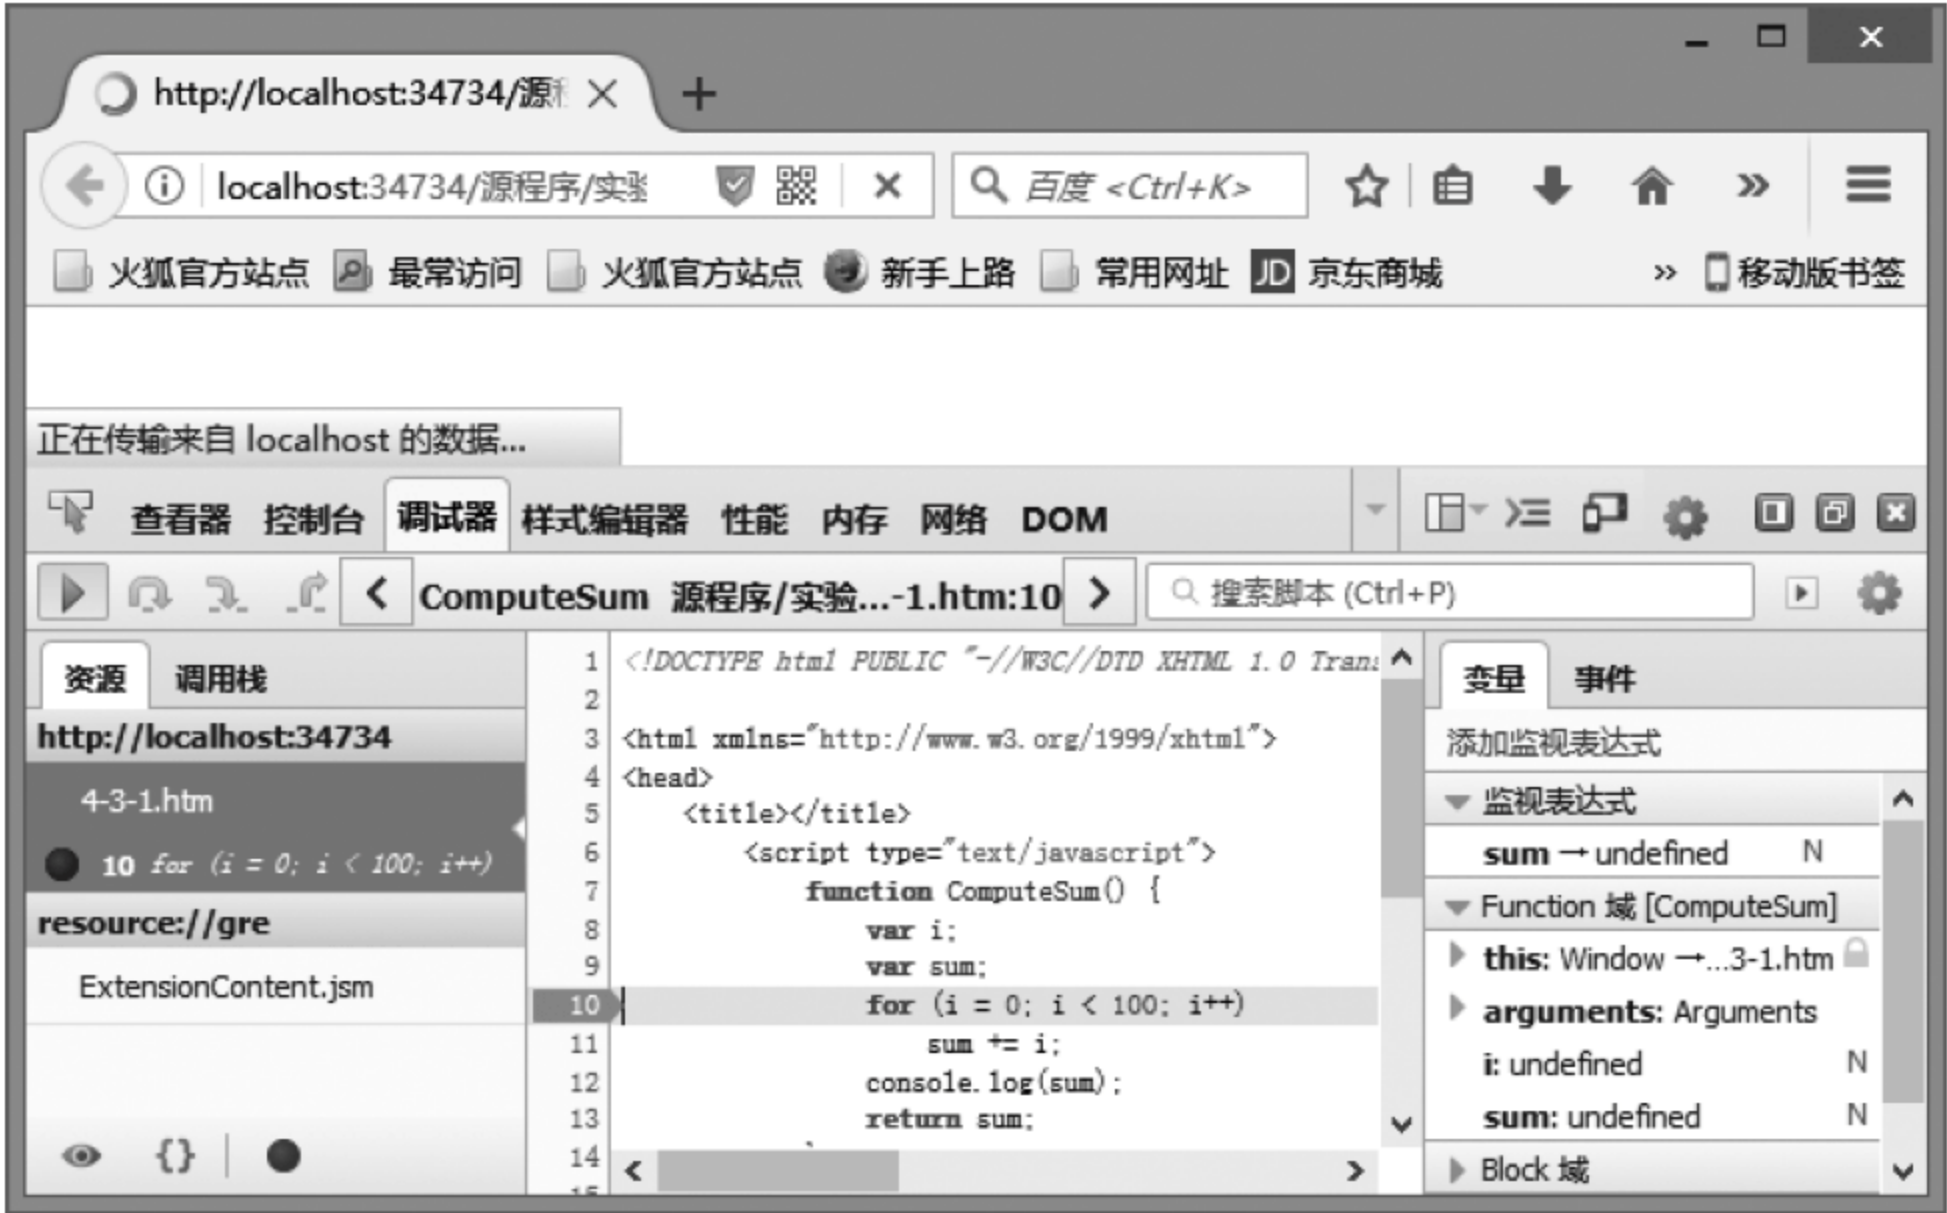 http://localhost:34734/源
localhost:34734/源程序/实验
百度 <Ctrl+K>
火狐官方站点 最常访问 火狐官方站点 新手上路 常用网址 JD 京东商城 » 移动版书签
正在传输来自 localhost 的数据...
查看器 控制台 调试器 样式编辑器 性能 内存 网络 DOM
ComputeSum 源程序/实验...-1.htm:10
搜索脚本 (Ctrl+P)
资源 调用栈
http://localhost:34734
4-3-1.htm
10 for (i = 0; i < 100; i++)
resource://gre
ExtensionContent.jsm
{}
1 <!DOCTYPE html PUBLIC "-//W3C//DTD XHTML 1.0 Trans
2
3 <html xmlns="http://www.w3.org/1999/xhtml">
4 <head>
5 <title></title>
6 <script type="text/javascript">
7 function ComputeSum() {
8 var i;
9 var sum;
10 for (i = 0; i < 100; i++)
11 sum += i;
12 console.log(sum);
13 return sum;
14
变量 事件
添加监视表达式
监视表达式
sum → undefined N
Function 域 [ComputeSum]
this: Window →...3-1.htm
arguments: Arguments
i: undefined N
sum: undefined N
Block 域